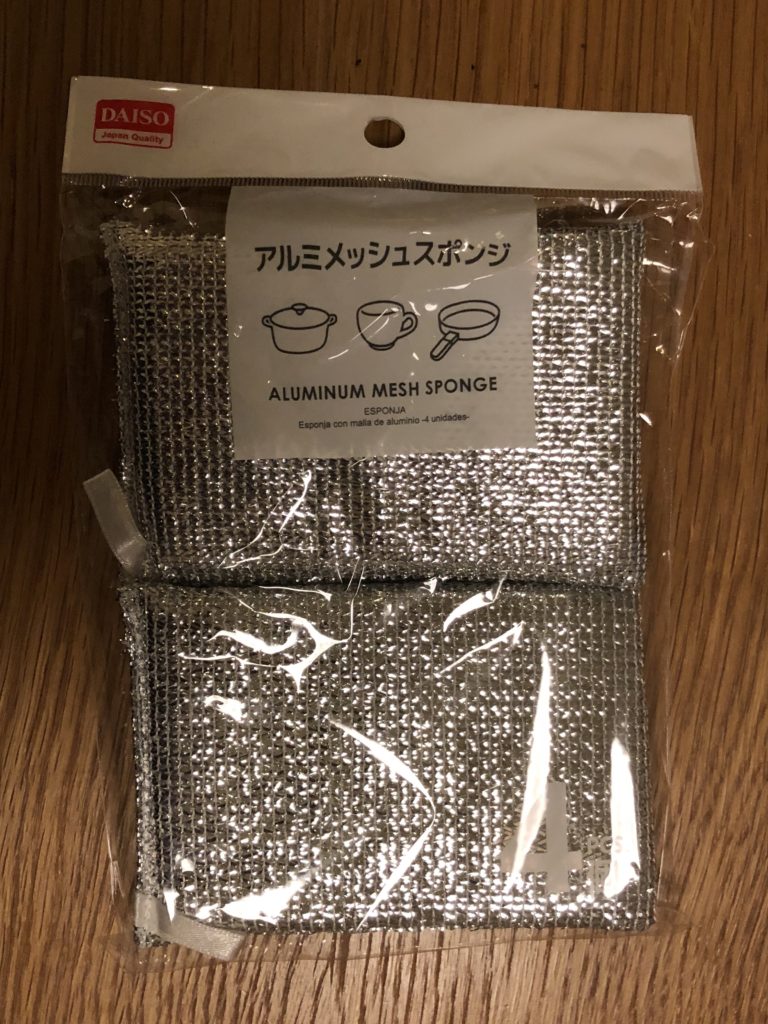 DAISO
Japan Quality
アルミメッシュスポンジ
ALUMINUM MESH SPONGE
ESPONJA
Esponja con malla de aluminio -4 unidades-
4
PCS